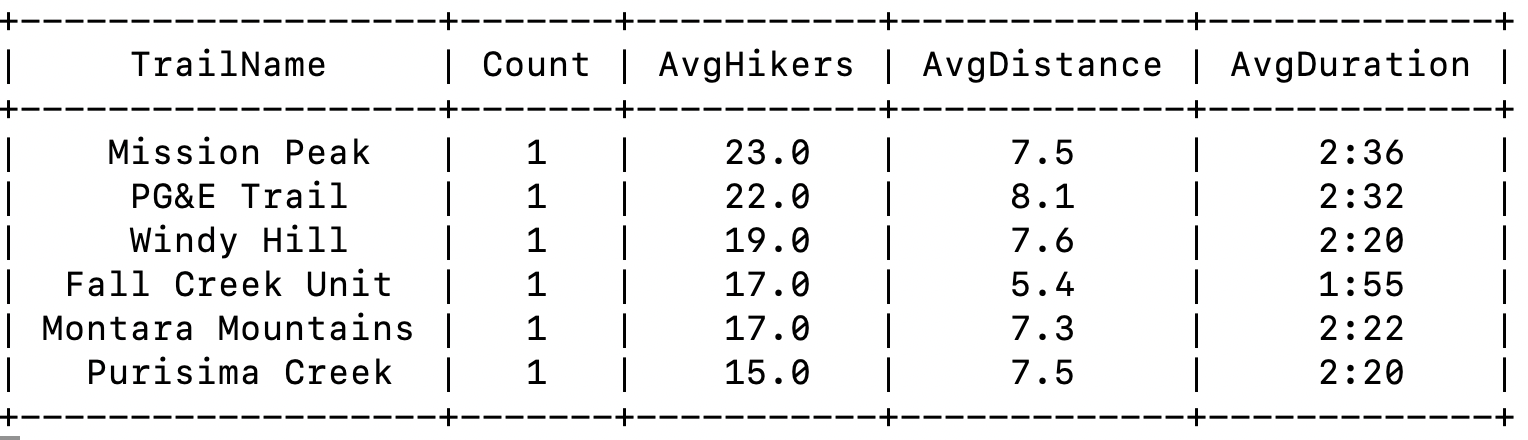 +--------------------+-------+-----------+-------------+-------------+
|     TrailName      | Count | AvgHikers | AvgDistance | AvgDuration |
+--------------------+-------+-----------+-------------+-------------+
|    Mission Peak    |   1   |    23.0   |     7.5     |     2:36    |
|     PG&E Trail     |   1   |    22.0   |     8.1     |     2:32    |
|     Windy Hill     |   1   |    19.0   |     7.6     |     2:20    |
|  Fall Creek Unit   |   1   |    17.0   |     5.4     |     1:55    |
| Montara Mountains  |   1   |    17.0   |     7.3     |     2:22    |
|   Purisima Creek   |   1   |    15.0   |     7.5     |     2:20    |
+--------------------+-------+-----------+-------------+-------------+